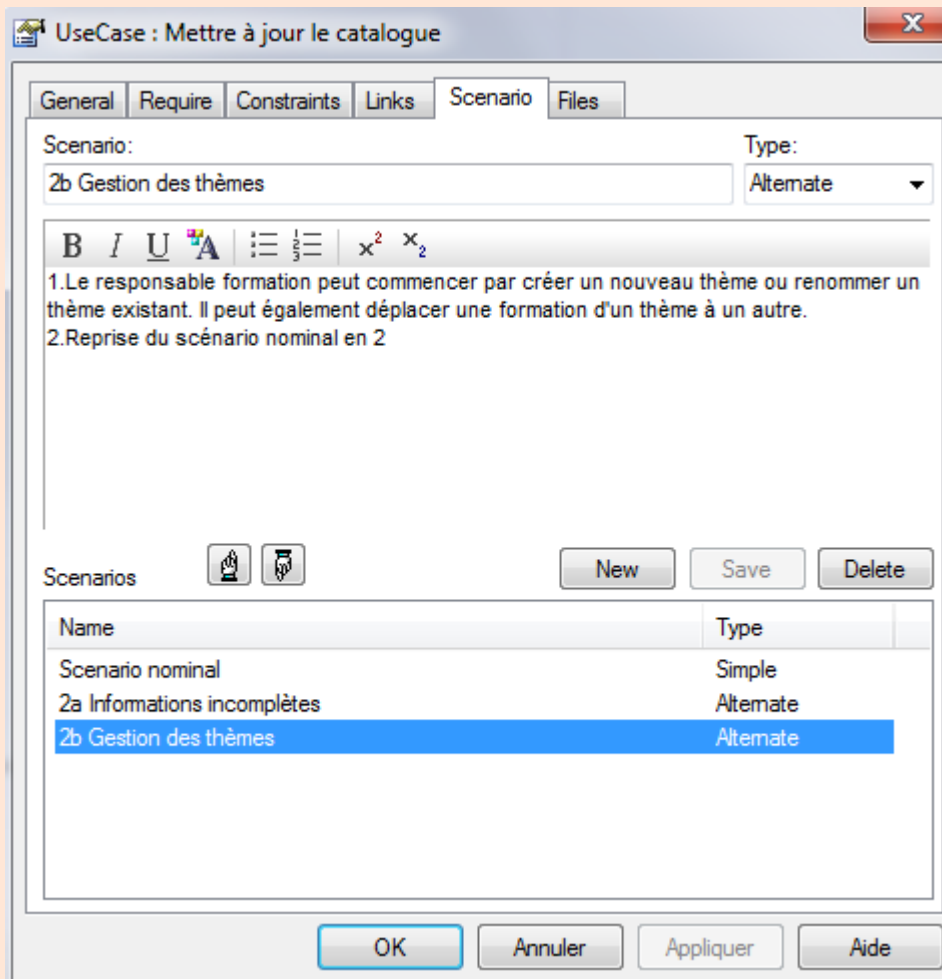 UseCase : Mettre à jour le catalogue
General Require Constraints Links Scenario Files
Scenario: Type:
2b Gestion des thèmes Alternate
B I U A x² x₂
1.Le responsable formation peut commencer par créer un nouveau thème ou renommer un
thème existant. Il peut également déplacer une formation d'un thème à un autre.
2.Reprise du scénario nominal en 2
Scenarios New Save Delete
Name Type
Scenario nominal Simple
2a Informations incomplètes Alternate
2b Gestion des thèmes Alternate
OK Annuler Appliquer Aide